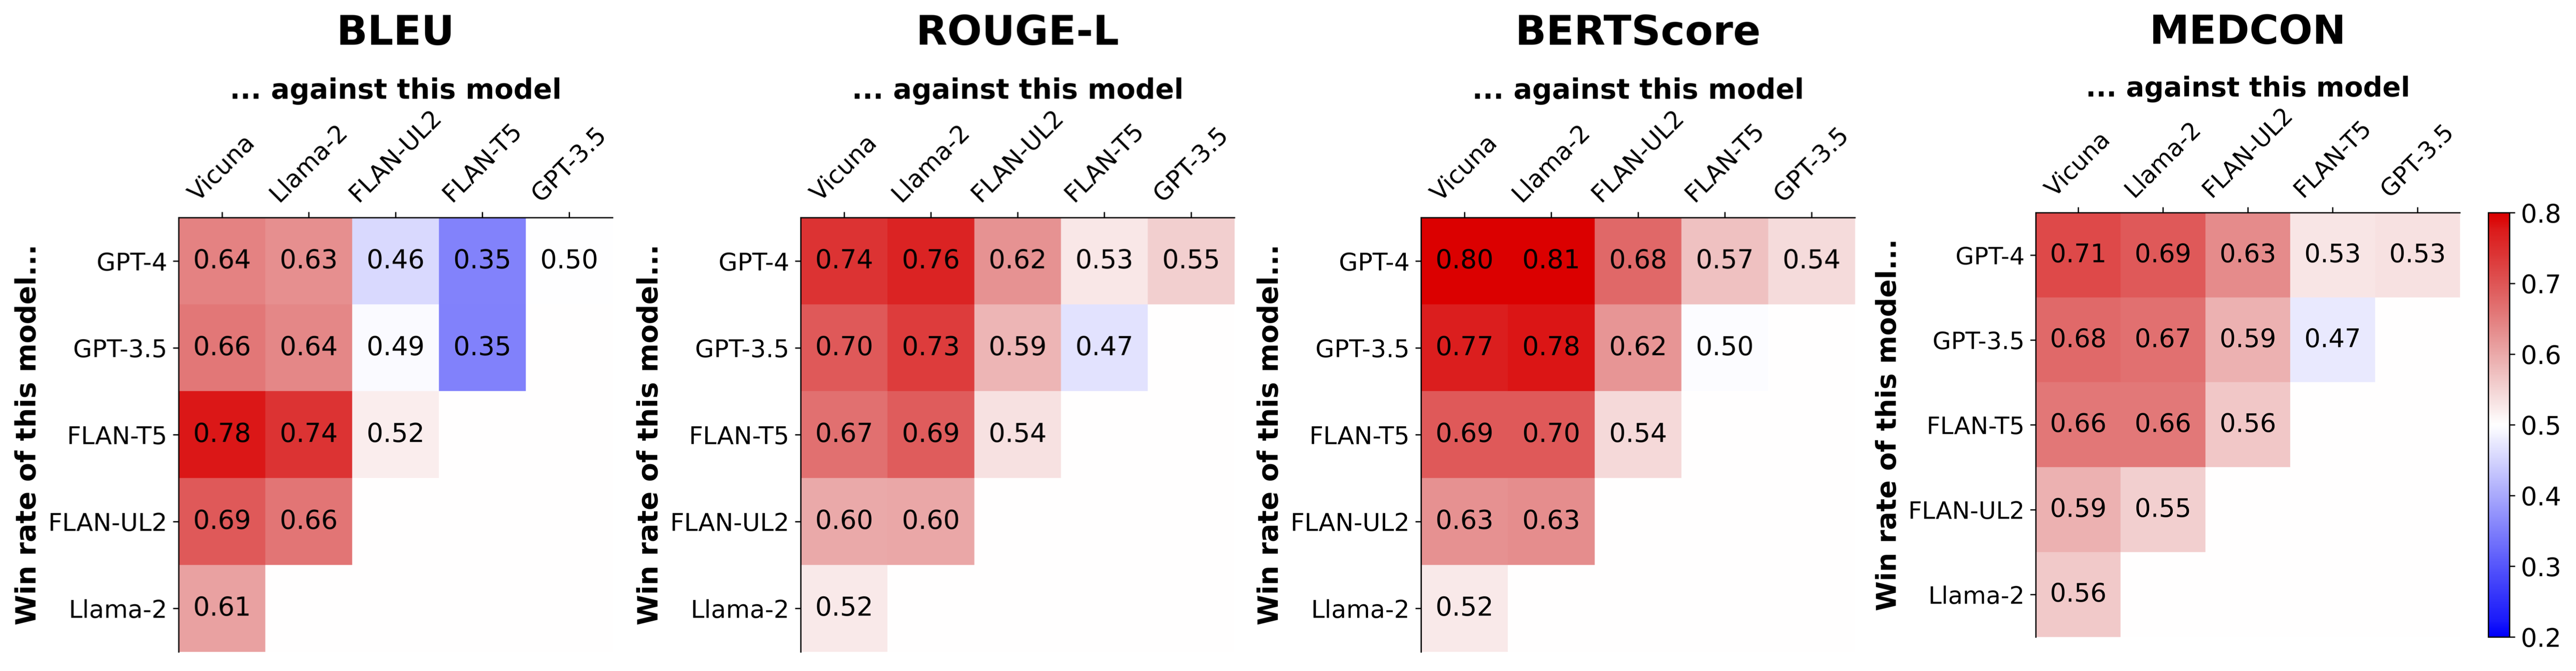 BLEU
... against this model
Vicuna Llama-2 FLAN-UL2 FLAN-T5 GPT-3.5
Win rate of this model...
GPT-4 0.64 0.63 0.46 0.35 0.50
GPT-3.5 0.66 0.64 0.49 0.35
FLAN-T5 0.78 0.74 0.52
FLAN-UL2 0.69 0.66
Llama-2 0.61
ROUGE-L
... against this model
Vicuna Llama-2 FLAN-UL2 FLAN-T5 GPT-3.5
Win rate of this model...
GPT-4 0.74 0.76 0.62 0.53 0.55
GPT-3.5 0.70 0.73 0.59 0.47
FLAN-T5 0.67 0.69 0.54
FLAN-UL2 0.60 0.60
Llama-2 0.52
BERTScore
... against this model
Vicuna Llama-2 FLAN-UL2 FLAN-T5 GPT-3.5
Win rate of this model...
GPT-4 0.80 0.81 0.68 0.57 0.54
GPT-3.5 0.77 0.78 0.62 0.50
FLAN-T5 0.69 0.70 0.54
FLAN-UL2 0.63 0.63
Llama-2 0.52
MEDCON
... against this model
Vicuna Llama-2 FLAN-UL2 FLAN-T5 GPT-3.5
Win rate of this model...
GPT-4 0.71 0.69 0.63 0.53 0.53
GPT-3.5 0.68 0.67 0.59 0.47
FLAN-T5 0.66 0.66 0.56
FLAN-UL2 0.59 0.55
Llama-2 0.56
0.8
0.7
0.6
0.5
0.4
0.3
0.2